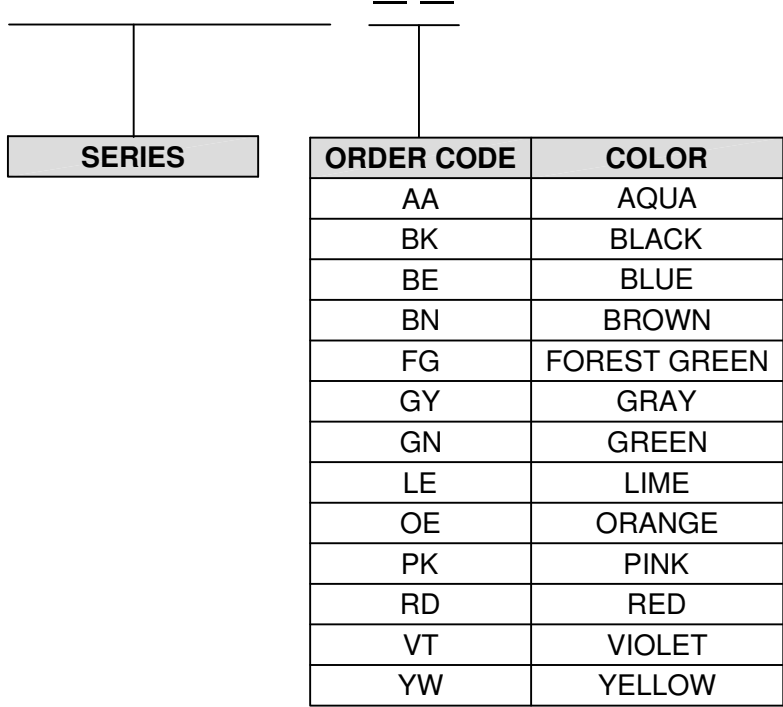 SERIES
ORDER CODE COLOR
AA AQUA
BK BLACK
BE BLUE
BN BROWN
FG FOREST GREEN
GY GRAY
GN GREEN
LE LIME
OE ORANGE
PK PINK
RD RED
VT VIOLET
YW YELLOW